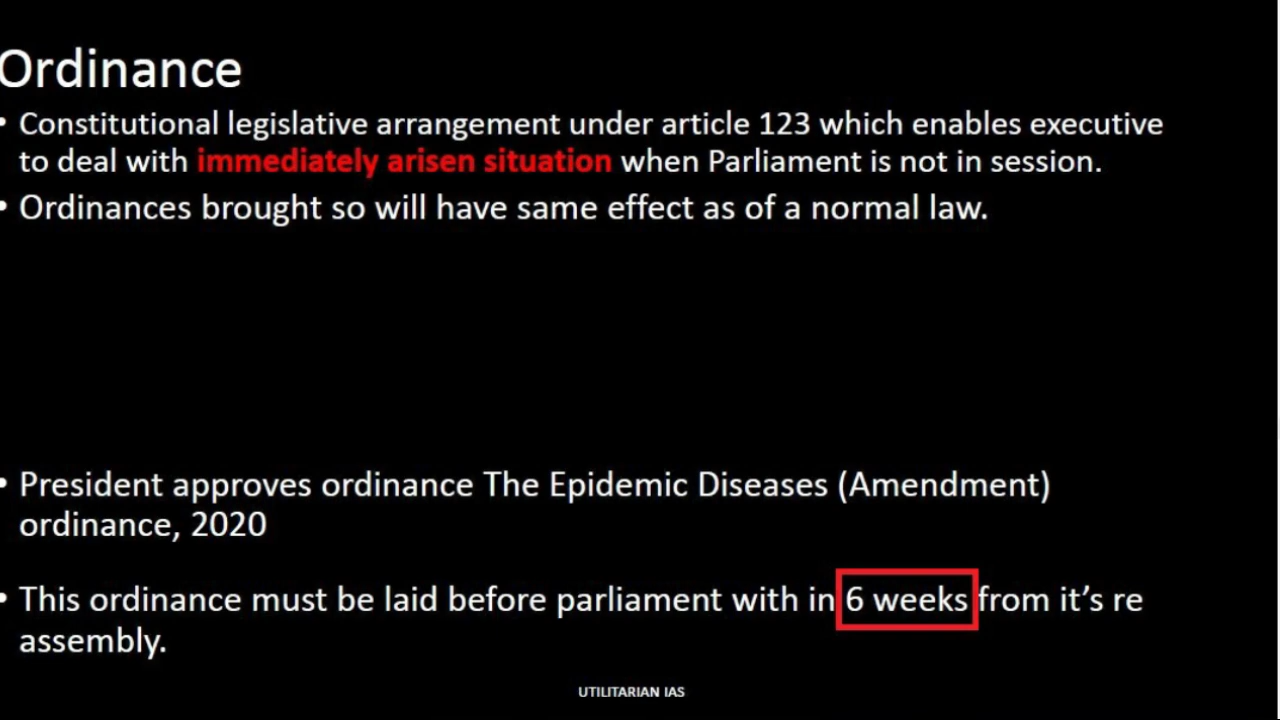 Ordinance
• Constitutional legislative arrangement under article 123 which enables executive
to deal with immediately arisen situation when Parliament is not in session.
• Ordinances brought so will have same effect as of a normal law.
• President approves ordinance The Epidemic Diseases (Amendment)
ordinance, 2020
• This ordinance must be laid before parliament with in 6 weeks from it's re
assembly.
UTILITARIAN IAS